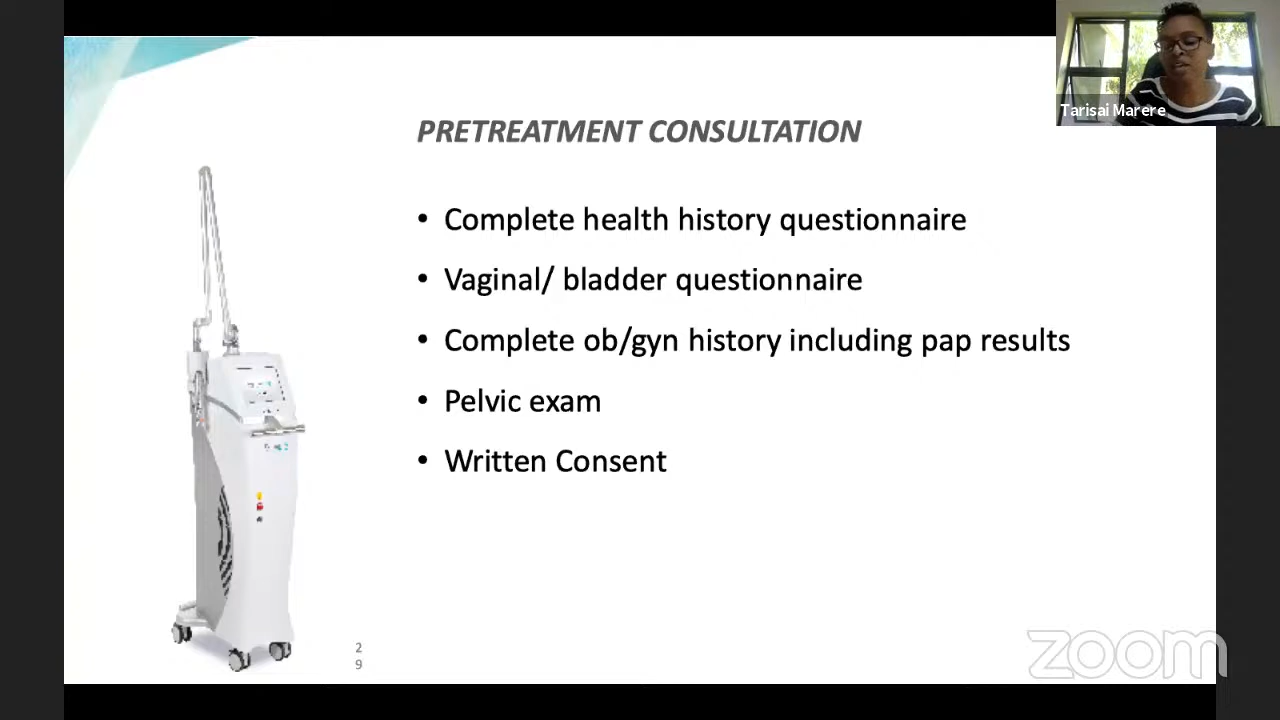 Tarisai Marere
PRETREATMENT CONSULTATION
• Complete health history questionnaire
• Vaginal/ bladder questionnaire
• Complete ob/gyn history including pap results
• Pelvic exam
• Written Consent
2
9
zoom